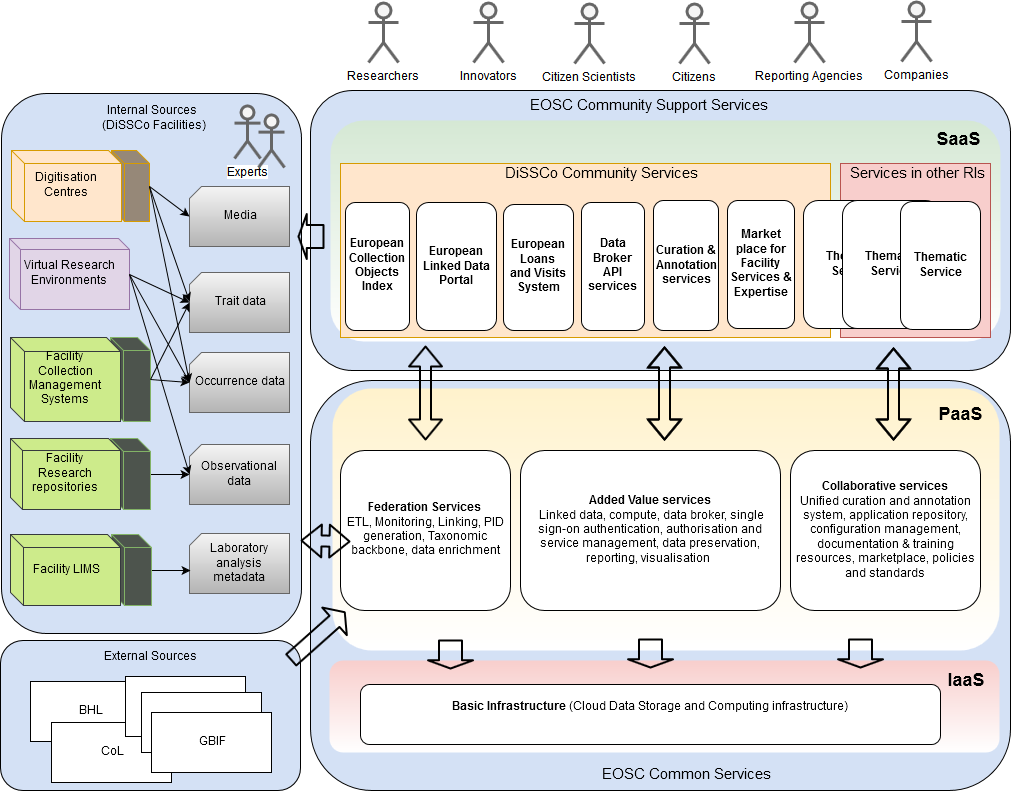 Researchers
Innovators
Citizen Scientists
Citizens
Reporting Agencies
Companies
Internal Sources
(DiSSCo Facilities)
Experts
Digitisation
Centres
Virtual Research
Environments
Facility
Collection
Management
Systems
Facility
Research
repositories
Facility LIMS
Media
Trait data
Occurrence data
Observational
data
Laboratory
analysis
metadata
External Sources
BHL
CoL
GBIF
EOSC Community Support Services
SaaS
DiSSCo Community Services
Services in other RIs
European
Collection
Objects
Index
European
Linked Data
Portal
European
Loans
and Visits
System
Data
Broker
API
services
Curation &
Annotation
services
Market
place for
Facility
Services &
Expertise
Th
Se
Thema
Servic
Thematic
Service
PaaS
Federation Services
ETL, Monitoring, Linking, PID
generation, Taxonomic
backbone, data enrichment
Added Value services
Linked data, compute, data broker, single
sign-on authentication, authorisation and
service management, data preservation,
reporting, visualisation
Collaborative services
Unified curation and annotation
system, application repository,
configuration management,
documentation & training
resources, marketplace, policies
and standards
IaaS
Basic Infrastructure (Cloud Data Storage and Computing infrastructure)
EOSC Common Services